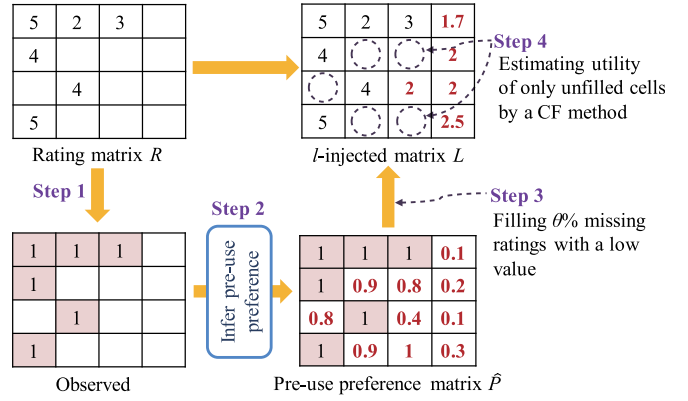 5 2 3
4
4
5
Rating matrix R
5 2 3 1.7
4 2
4 2 2
5 2.5
l-injected matrix L
Step 4
Estimating utility
of only unfilled cells
by a CF method
Step 1
Step 2
Step 3
Filling θ% missing
ratings with a low
value
1 1 1
1
1
1
Observed
Infer pre-use
preference
1 1 1 0.1
1 0.9 0.8 0.2
0.8 1 0.4 0.1
1 0.9 1 0.3
Pre-use preference matrix P̂